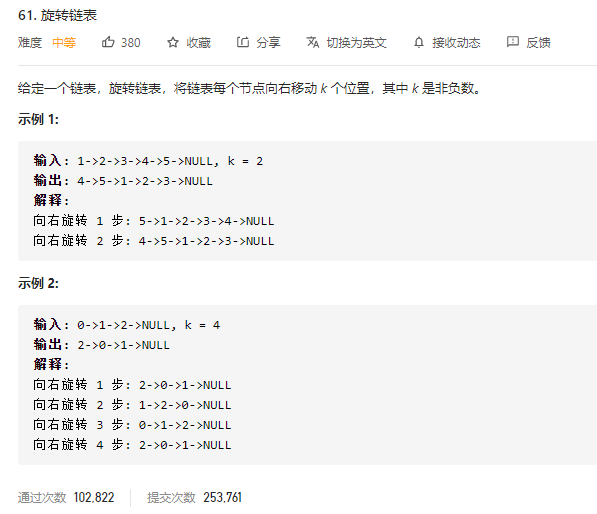 61. 旋转链表
难度 中等 380 收藏 分享 切换为英文 接收动态 反馈
给定一个链表，旋转链表，将链表每个节点向右移动 k 个位置，其中 k 是非负数。
示例 1:
输入: 1->2->3->4->5->NULL, k = 2
输出: 4->5->1->2->3->NULL
解释:
向右旋转 1 步: 5->1->2->3->4->NULL
向右旋转 2 步: 4->5->1->2->3->NULL
示例 2:
输入: 0->1->2->NULL, k = 4
输出: 2->0->1->NULL
解释:
向右旋转 1 步: 2->0->1->NULL
向右旋转 2 步: 1->2->0->NULL
向右旋转 3 步: 0->1->2->NULL
向右旋转 4 步: 2->0->1->NULL
通过次数 102,822 提交次数 253,761